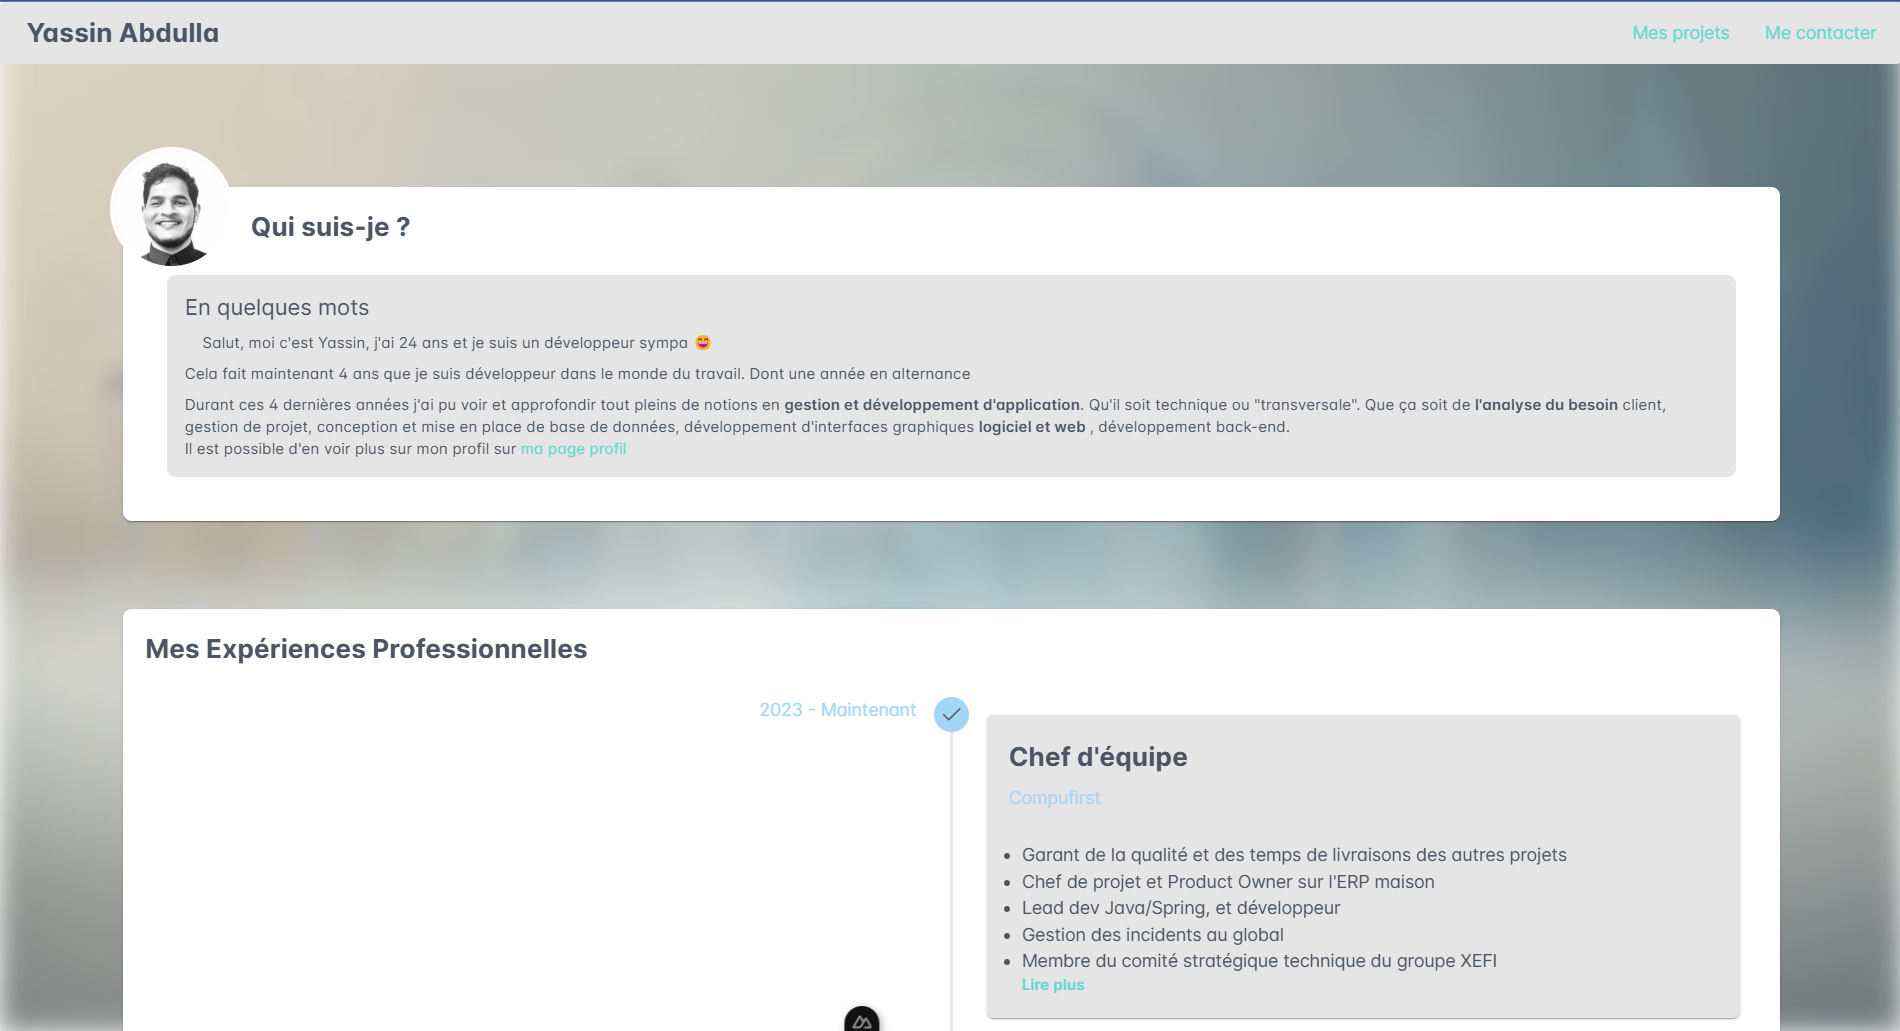 Yassin Abdulla
Mes projets
Me contacter
Qui suis-je ?
En quelques mots
Salut, moi c'est Yassin, j'ai 24 ans et je suis un développeur sympa 😄
Cela fait maintenant 4 ans que je suis développeur dans le monde du travail. Dont une année en alternance
Durant ces 4 dernières années j'ai pu voir et approfondir tout pleins de notions en gestion et développement d'application. Qu'il soit technique ou "transversale". Que ça soit de l'analyse du besoin client,
gestion de projet, conception et mise en place de base de données, développement d'interfaces graphiques logiciel et web , développement back-end.
Il est possible d'en voir plus sur mon profil sur ma page profil
Mes Expériences Professionnelles
2023 - Maintenant
Chef d'équipe
Compufirst
Garant de la qualité et des temps de livraisons des autres projets
Chef de projet et Product Owner sur l'ERP maison
Lead dev Java/Spring, et développeur
Gestion des incidents au global
Membre du comité stratégique technique du groupe XEFI
Lire plus